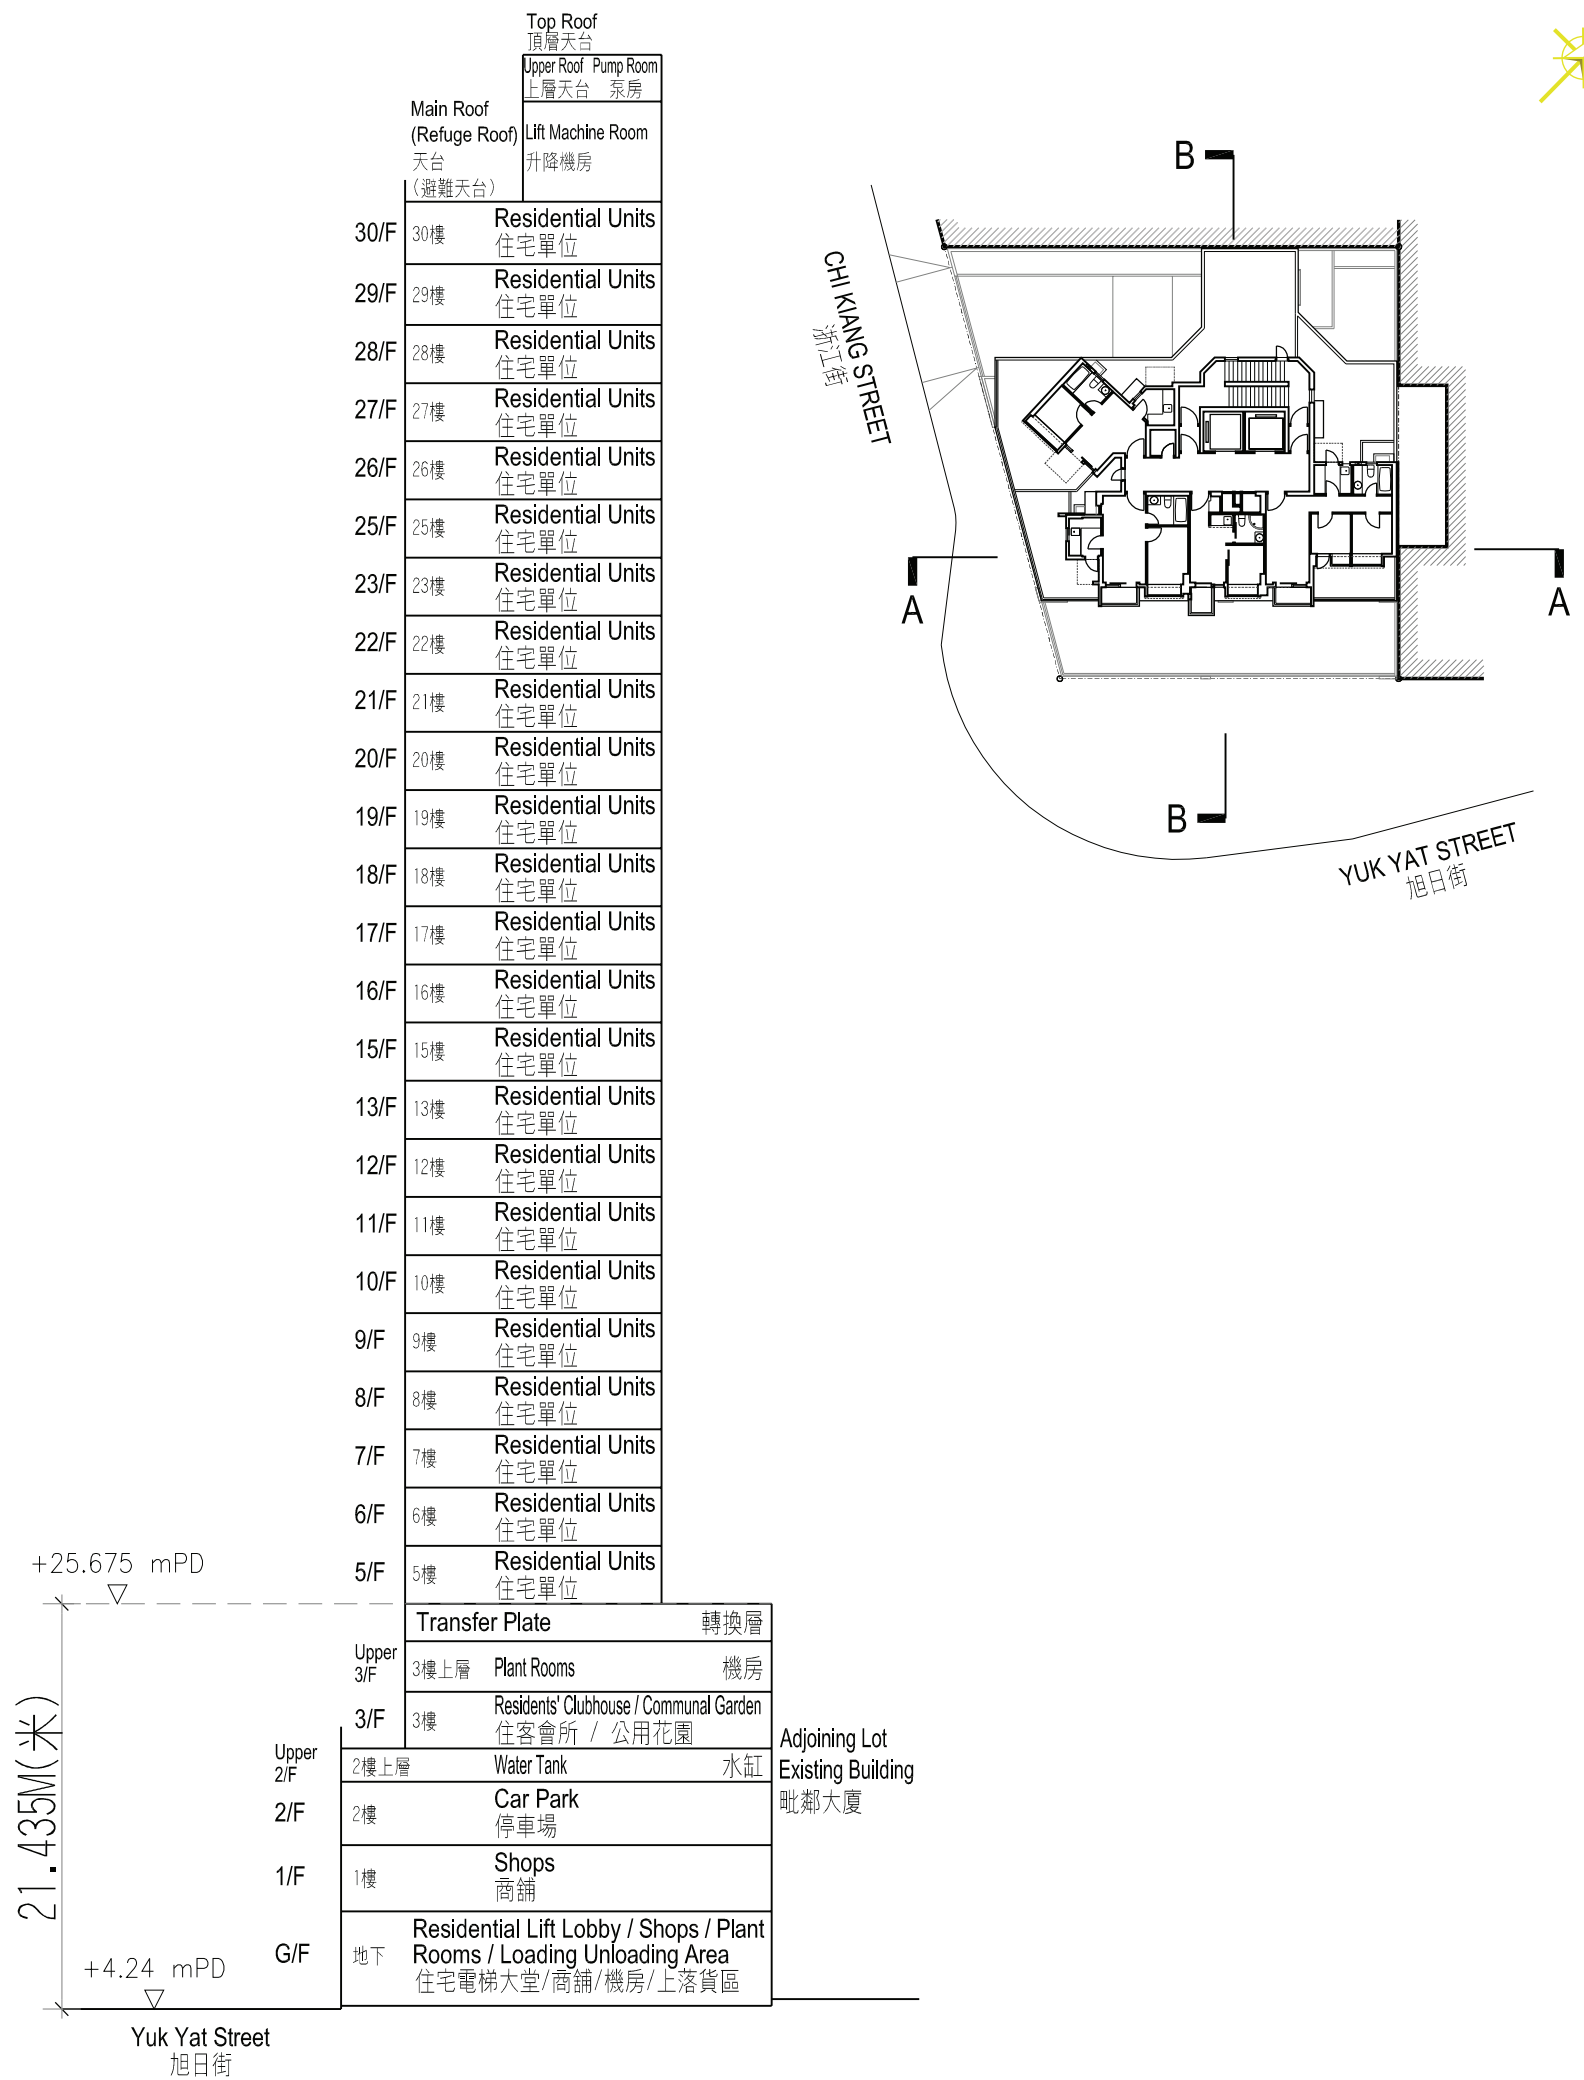 Top Roof
頂層天台
Upper Roof Pump Room
上層天台 泵房
Main Roof
(Refuge Roof)
天台
(避難天台)
Lift Machine Room
升降機房
30/F 30樓 Residential Units
住宅單位
29/F 29樓 Residential Units
住宅單位
28/F 28樓 Residential Units
住宅單位
27/F 27樓 Residential Units
住宅單位
26/F 26樓 Residential Units
住宅單位
25/F 25樓 Residential Units
住宅單位
23/F 23樓 Residential Units
住宅單位
22/F 22樓 Residential Units
住宅單位
21/F 21樓 Residential Units
住宅單位
20/F 20樓 Residential Units
住宅單位
19/F 19樓 Residential Units
住宅單位
18/F 18樓 Residential Units
住宅單位
17/F 17樓 Residential Units
住宅單位
16/F 16樓 Residential Units
住宅單位
15/F 15樓 Residential Units
住宅單位
13/F 13樓 Residential Units
住宅單位
12/F 12樓 Residential Units
住宅單位
11/F 11樓 Residential Units
住宅單位
10/F 10樓 Residential Units
住宅單位
9/F 9樓 Residential Units
住宅單位
8/F 8樓 Residential Units
住宅單位
7/F 7樓 Residential Units
住宅單位
6/F 6樓 Residential Units
住宅單位
5/F 5樓 Residential Units
住宅單位
+25.675 mPD
Transfer Plate 轉換層
Upper
3/F
3樓上層 Plant Rooms 機房
3/F 3樓 Residents' Clubhouse / Communal Garden
住客會所 / 公用花園
Upper
2/F
2樓上層 Water Tank 水缸
2/F 2樓 Car Park
停車場
1/F 1樓 Shops
商舖
G/F 地下 Residential Lift Lobby / Shops / Plant
Rooms / Loading Unloading Area
住宅電梯大堂/商舖/機房/上落貨區
21.435M(米)
+4.24 mPD
Yuk Yat Street
旭日街
Adjoining Lot
Existing Building
毗鄰大廈
B
CHI KIANG STREET
浙江街
A
A
B
YUK YAT STREET
旭日街